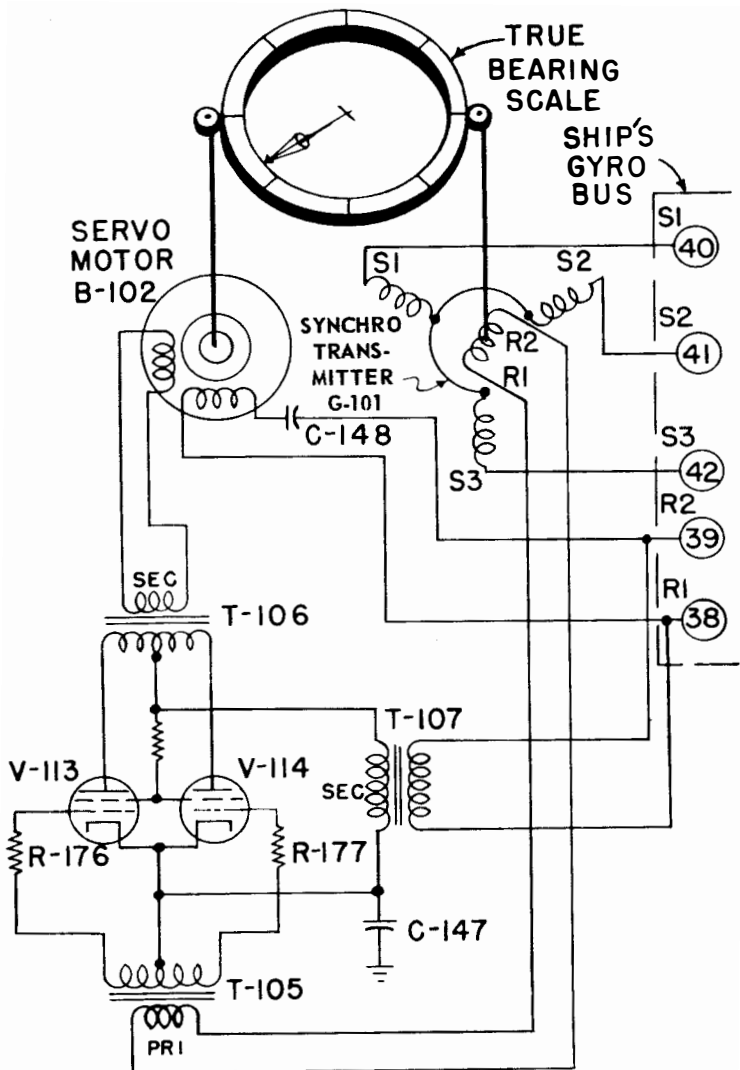 TRUE
BEARING
SCALE
SHIP'S
GYRO
BUS
SERVO
MOTOR
B-102
S1
40
S1
S2
S2
41
SYNCHRO
TRANS-
MITTER
G-101
R2
R1
C-148
S3
S3
42
R2
39
SEC
T-106
R1
38
T-107
V-113
V-114
SEC
R-176
R-177
C-147
T-105
PRI